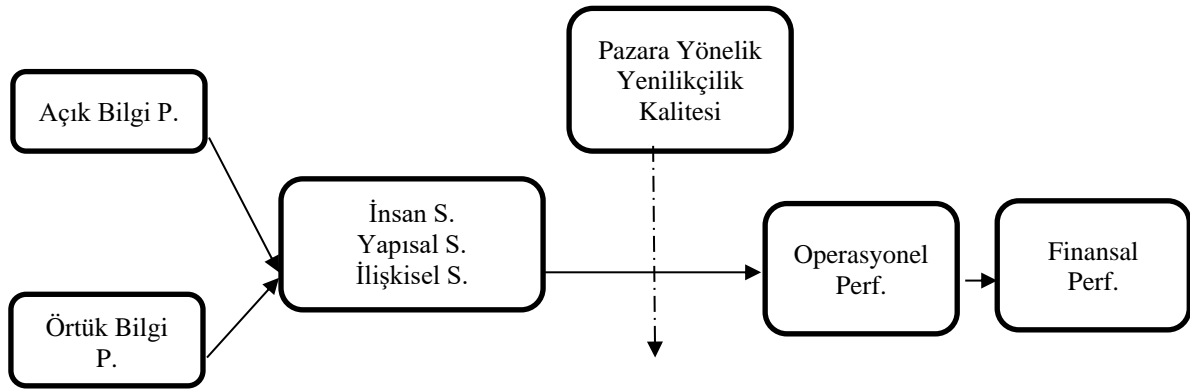 Açık Bilgi P.
Örtük Bilgi
P.
İnsan S.
Yapısal S.
İlişkisel S.
Pazara Yönelik
Yenilikçilik
Kalitesi
Operasyonel
Perf.
Finansal
Perf.